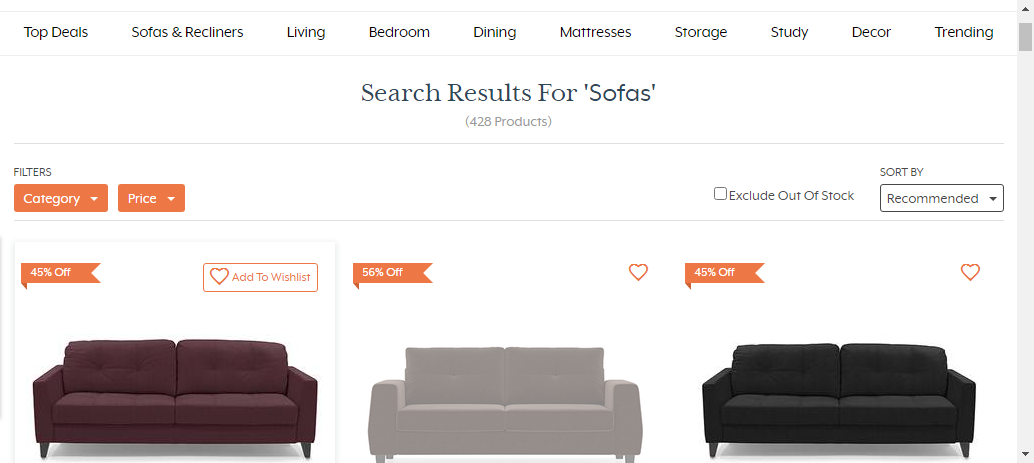 Top Deals Sofas & Recliners Living Bedroom Dining Mattresses Storage Study Decor Trending
Search Results For 'Sofas'
(428 Products)
FILTERS SORT BY
Category Price Exclude Out Of Stock Recommended
45% Off Add To Wishlist 56% Off 45% Off